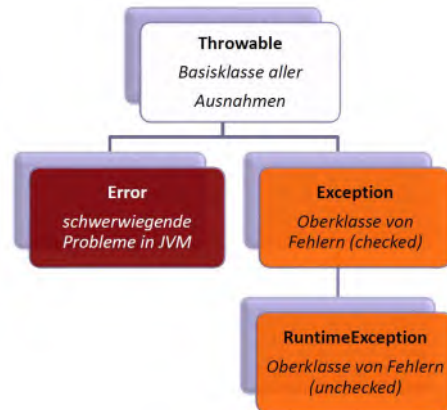 Throwable
Basisklasse aller
Ausnahmen
Error
schwerwiegende
Probleme in JVM
Exception
Oberklasse von
Fehlern (checked)
RuntimeException
Oberklasse von Fehlern
(unchecked)